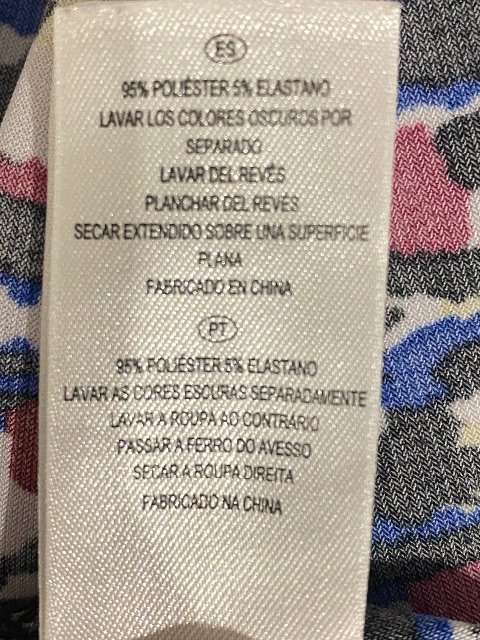 ES
95% POLIÉSTER 5% ELASTANO
LAVAR LOS COLORES OSCUROS POR
SEPARADO
LAVAR DEL REVÉS
PLANCHAR DEL REVÉS
SECAR EXTENDIDO SOBRE UNA SUPERFICIE
PLANA
FABRICADO EN CHINA
PT
95% POLIÉSTER 5% ELASTANO
LAVAR AS CORES ESCURAS SEPARADAMENTE
LAVAR A ROUPA AO CONTRÁRIO
PASSAR A FERRO DO AVESSO
SECAR A ROUPA DIREITA
FABRICADO NA CHINA